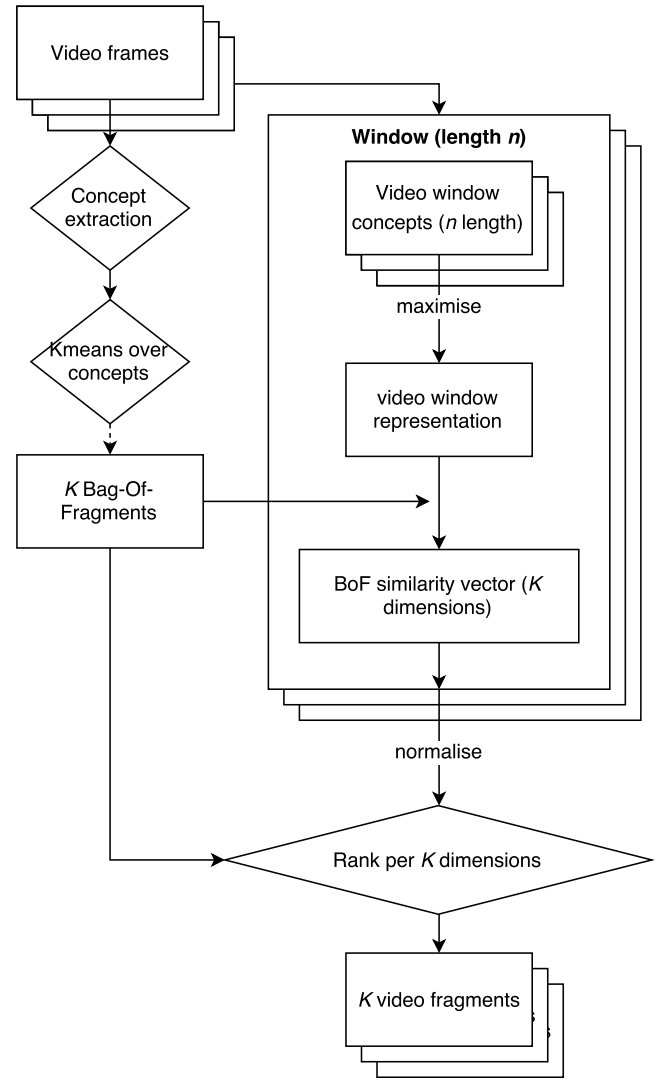 Video frames
Window (length n)
Concept
extraction
Video window
concepts (n length)
maximise
Kmeans over
concepts
video window
representation
K Bag-Of-
Fragments
BoF similarity vector (K
dimensions)
normalise
Rank per K dimensions
K video fragments
s
s